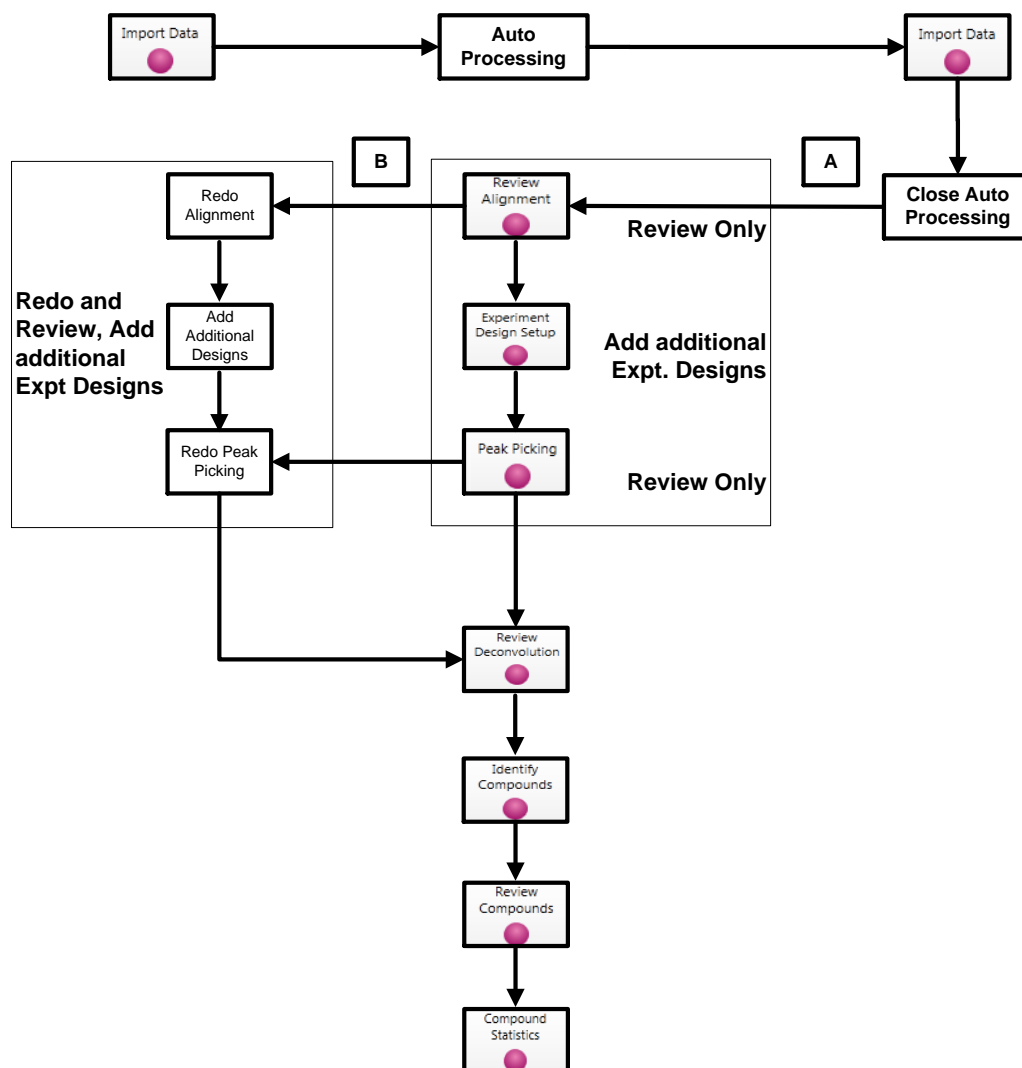 Import Data
Auto
Processing
Import Data
B
A
Redo
Alignment
Review
Alignment
Close Auto
Processing
Review Only
Redo and
Review, Add
additional
Expt Designs
Add
Additional
Designs
Experiment
Design Setup
Add additional
Expt. Designs
Redo Peak
Picking
Peak Picking
Review Only
Review
Deconvolution
Identify
Compounds
Review
Compounds
Compound
Statistics